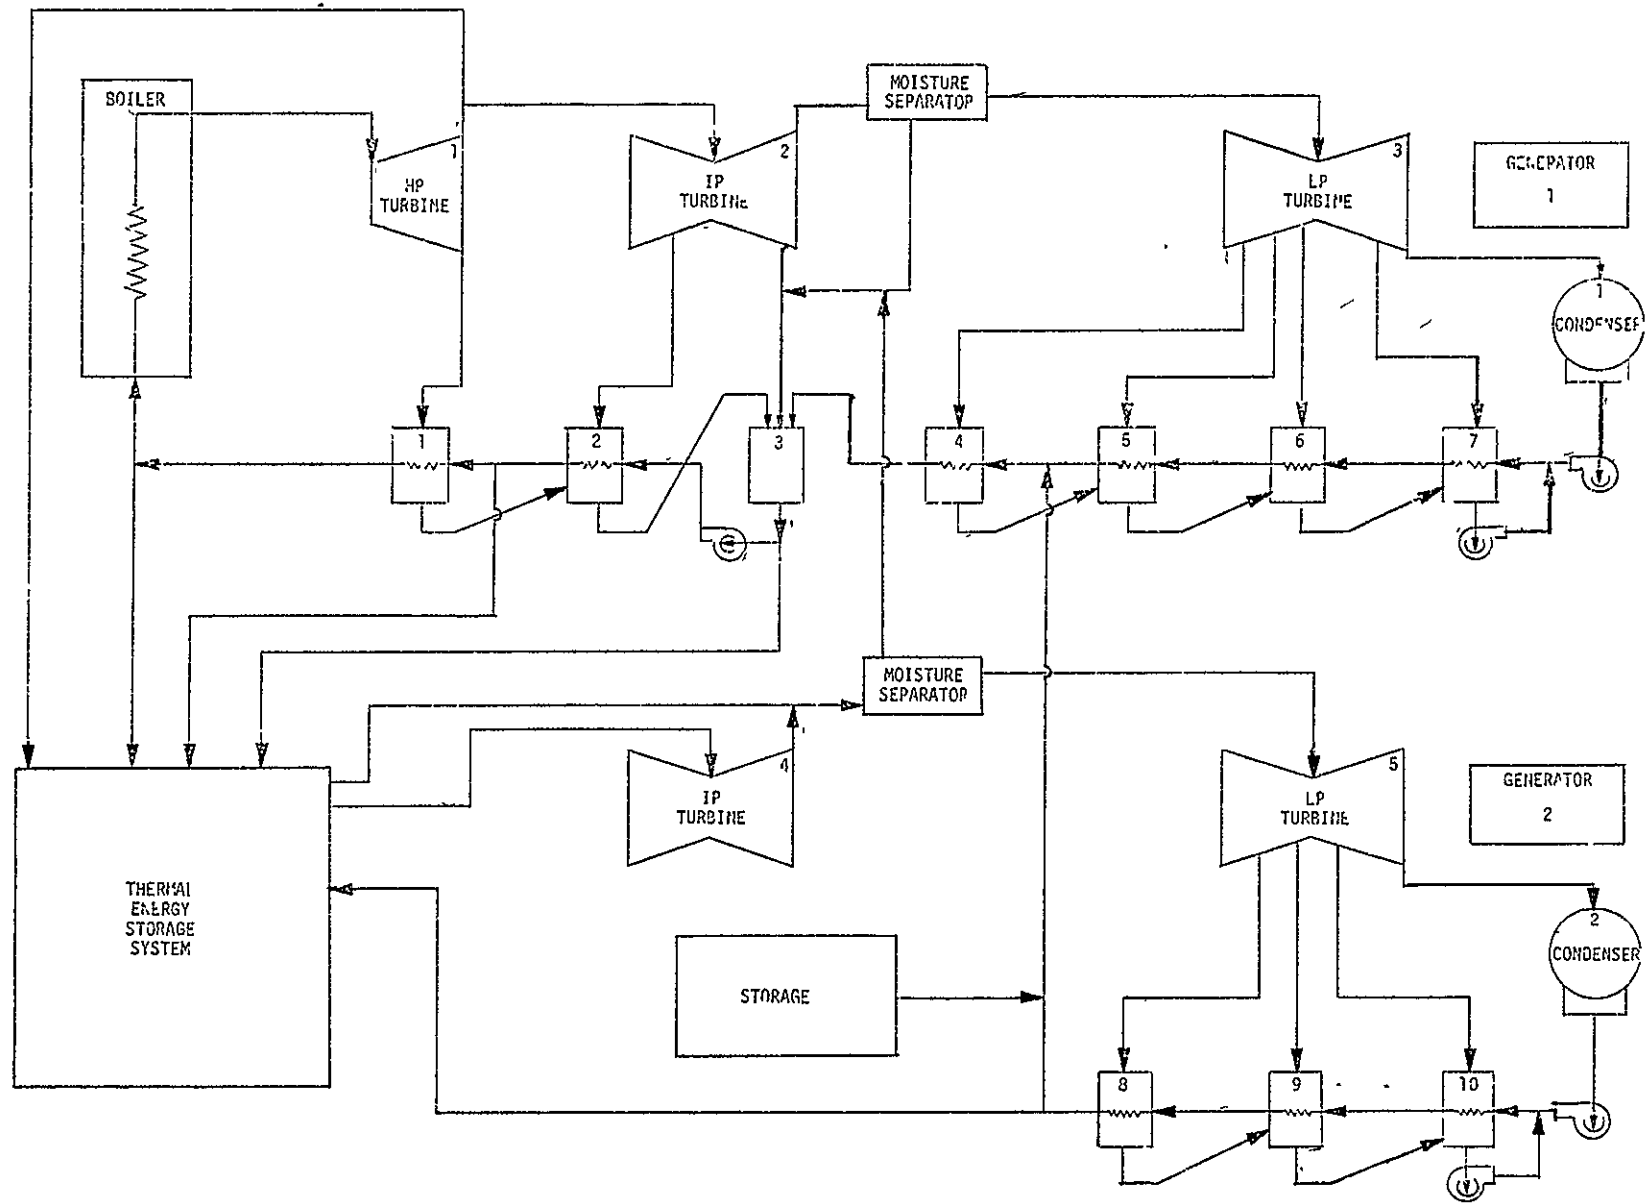 BOILER
1
HP
TURBINE
2
IP
TURBINE
MOISTURE
SEPARATOR
3
LP
TURBINE
GENERATOR
1
1
CONDENSER
1
2
3
4
5
6
7
MOISTURE
SEPARATOR
4
IP
TURBINE
5
LP
TURBINE
GENERATOR
2
THERMAL
ENERGY
STORAGE
SYSTEM
STORAGE
2
CONDENSER
8
9
10